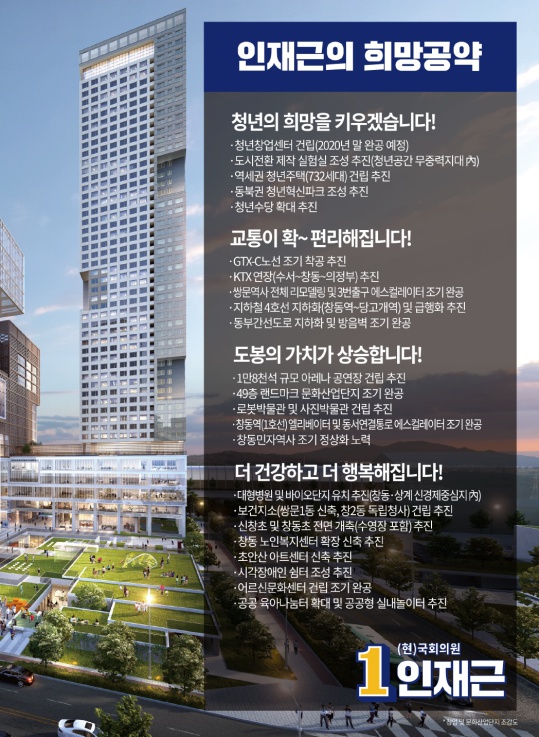 인재근의 희망공약
청년의 희망을 키우겠습니다!
· 청년창업센터 건립(2020년 말 완공 예정)
· 도시전환 제작 실험실 조성 추진(청년공간 무중력지대 內)
· 역세권 청년주택(732세대) 건립 추진
· 동북권 청년혁신파크 조성 추진
· 청년수당 확대 추진
교통이 확~ 편리해집니다!
· GTX-C노선 조기 착공 추진
· KTX 연장(수서~창동~의정부) 추진
· 쌍문역사 전체 리모델링 및 3번출구 에스컬레이터 조기 완공
· 지하철 4호선 지하화(창동역~당고개역) 및 급행화 추진
· 동부간선도로 지하화 및 방음벽 조기 완공
도봉의 가치가 상승합니다!
· 1만8천석 규모 아레나 공연장 건립 추진
· 49층 랜드마크 문화산업단지 조기 완공
· 로봇박물관 및 사진박물관 건립 추진
· 창동역(1호선) 엘리베이터 및 동서연결통로 에스컬레이터 조기 완공
· 창동민자역사 조기 정상화 노력
더 건강하고 더 행복해집니다!
· 대형병원 및 바이오단지 유치 추진(창동·상계 신경제중심지 內)
· 보건지소(쌍문1동 신축, 창2동 독립청사) 건립 추진
· 신창초 및 창동초 전면 개축(수영장 포함) 추진
· 창동 노인복지센터 확장 신축 추진
· 초안산 아트센터 신축 추진
· 시각장애인 쉼터 조성 추진
· 어르신문화센터 건립 조기 완공
· 공공 육아나눔터 확대 및 공공형 실내놀이터 추진
(현)국회의원
1 인재근
* 창업 및 문화산업단지 조감도